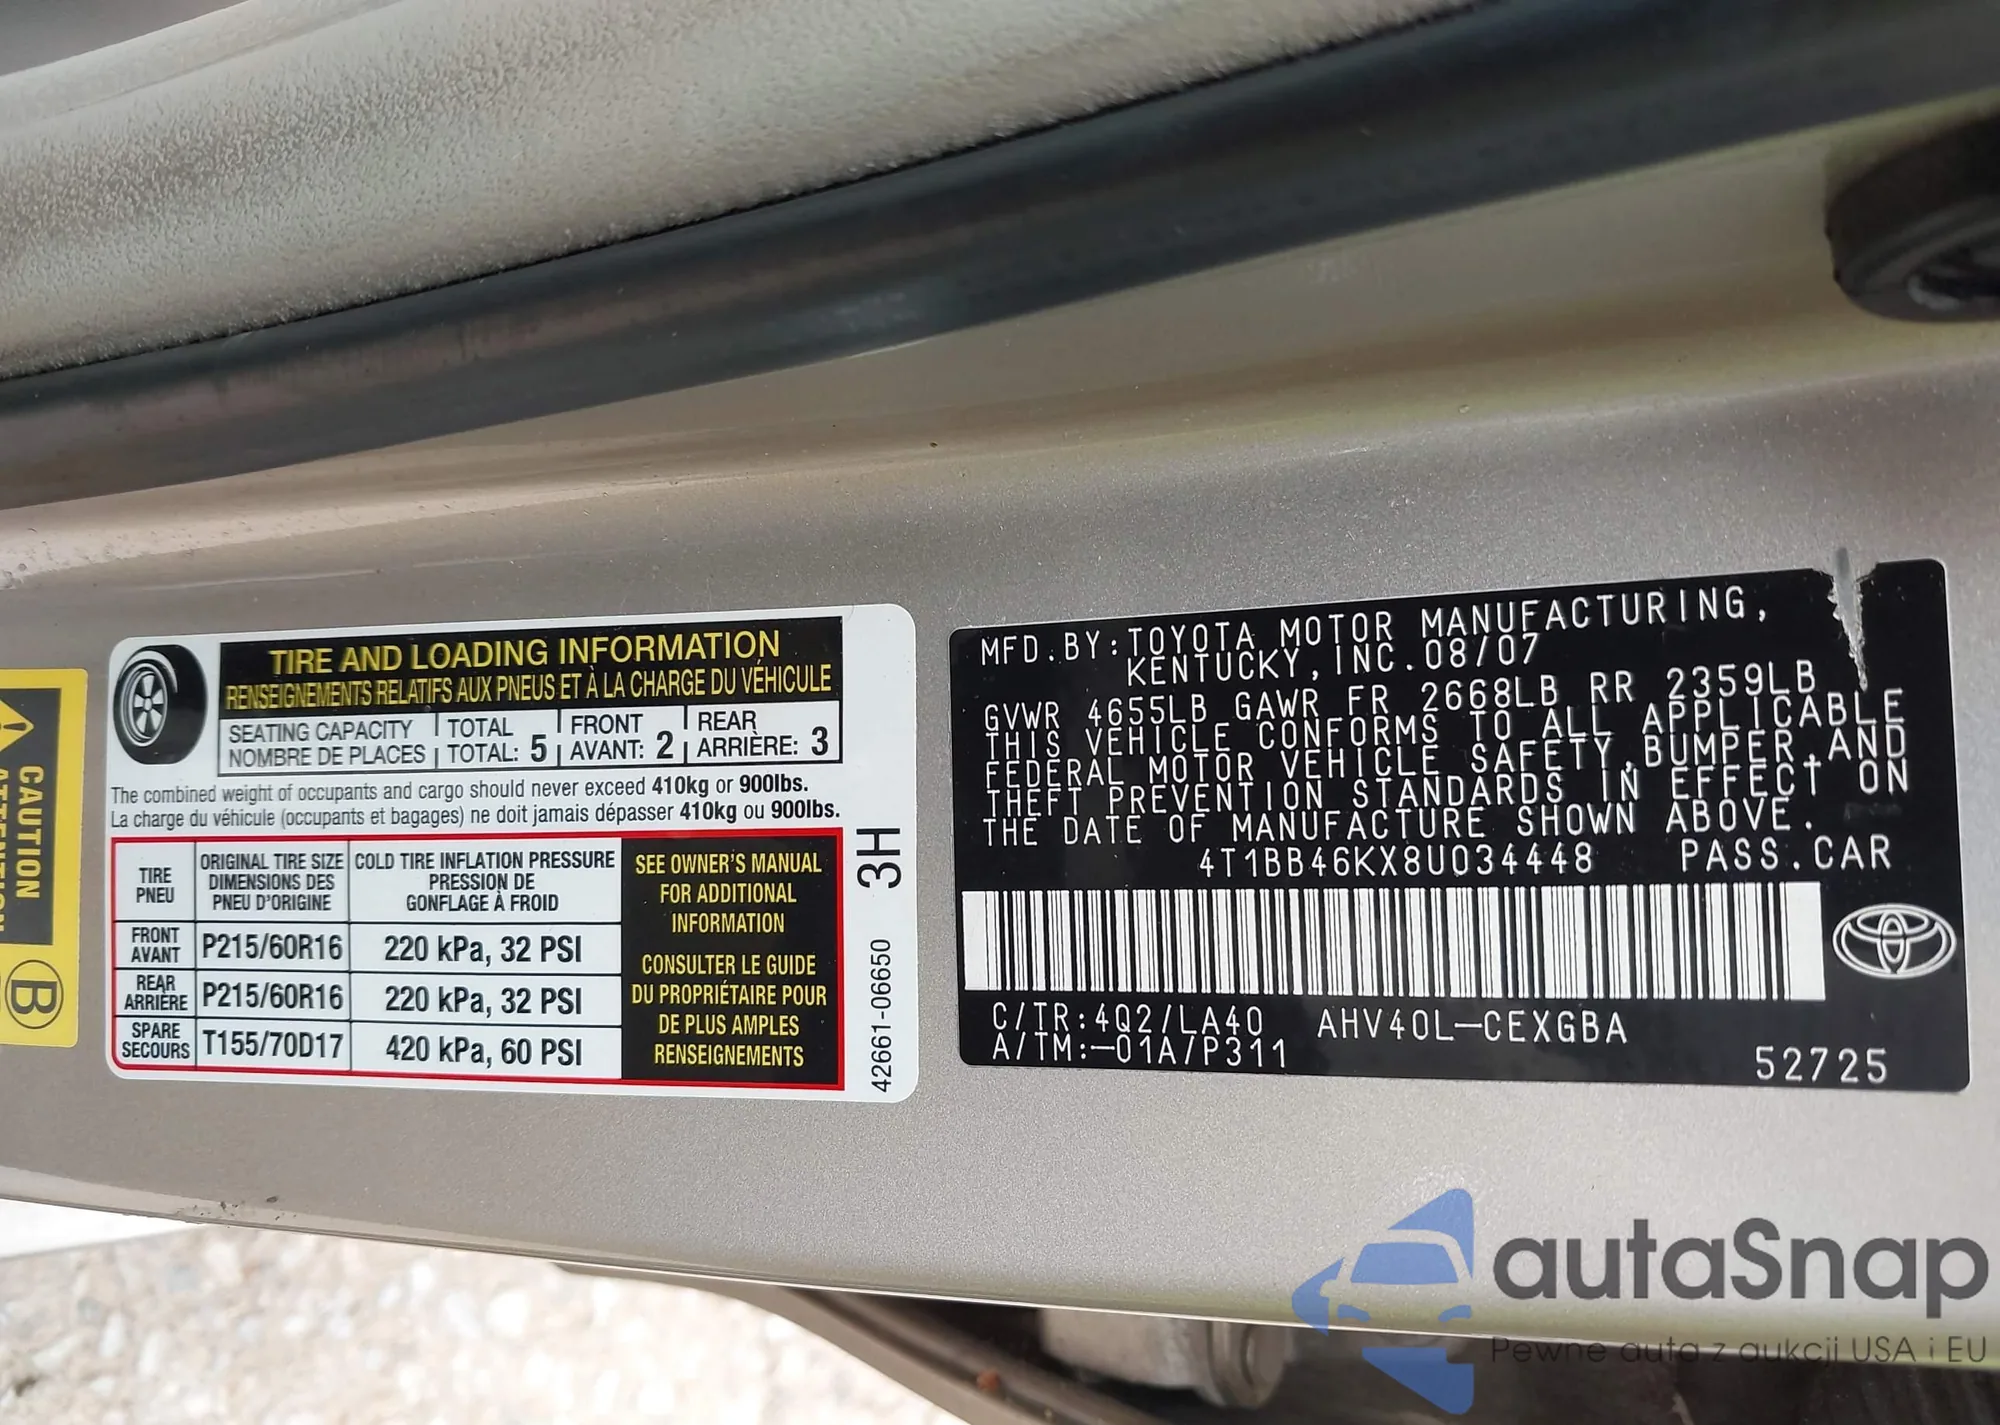 CAUTION
ATTENTION
B
TIRE AND LOADING INFORMATION
RENSEIGNEMENTS RELATIFS AUX PNEUS ET À LA CHARGE DU VÉHICULE
SEATING CAPACITY TOTAL FRONT REAR
NOMBRE DE PLACES TOTAL: 5 AVANT: 2 ARRIÈRE: 3
The combined weight of occupants and cargo should never exceed 410kg or 900lbs.
La charge du véhicule (occupants et bagages) ne doit jamais dépasser 410kg ou 900lbs.
TIRE
PNEU
ORIGINAL TIRE SIZE
DIMENSIONS DES
PNEU D'ORIGINE
COLD TIRE INFLATION PRESSURE
PRESSION DE
GONFLAGE À FROID
FRONT
AVANT
P215/60R16
220 kPa, 32 PSI
REAR
ARRIÈRE
P215/60R16
220 kPa, 32 PSI
SPARE
SECOURS
T155/70D17
420 kPa, 60 PSI
SEE OWNER'S MANUAL
FOR ADDITIONAL
INFORMATION
CONSULTER LE GUIDE
DU PROPRIÉTAIRE POUR
DE PLUS AMPLES
RENSEIGNEMENTS
42661-06650 3H
MFD.BY:TOYOTA MOTOR MANUFACTURING,
KENTUCKY, INC.08/07
GVWR 4655LB GAWR FR 2668LB RR 2359LB
THIS VEHICLE CONFORMS TO ALL APPLICABLE
FEDERAL MOTOR VEHICLE SAFETY,BUMPER,AND
THEFT PREVENTION STANDARDS IN EFFECT ON
THE DATE OF MANUFACTURE SHOWN ABOVE.
4T1BB46KX8U034448 PASS.CAR
C/TR:4Q2/LA40 AHV40L-CEXGBA
A/TM:-01A/P311
52725
autaSnap
Pewne auta z aukcji USA i EU